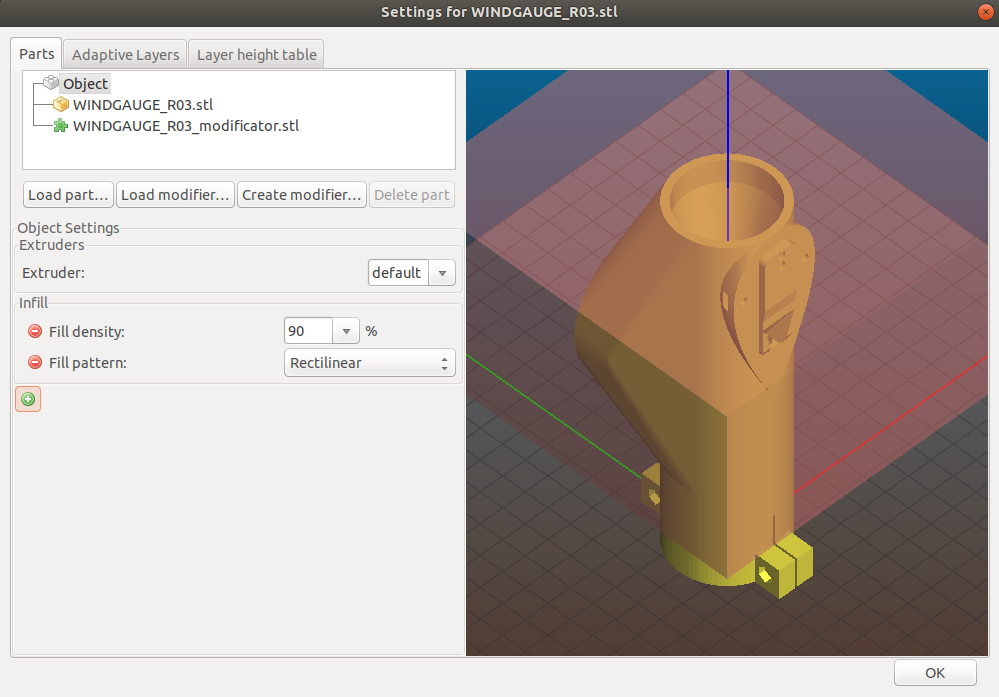 Settings for WINDGAUGE_R03.stl
Parts
Adaptive Layers
Layer height table
Object
WINDGAUGE_R03.stl
WINDGAUGE_R03_modificator.stl
Load part...
Load modifier...
Create modifier...
Delete part
Object Settings
Extruders
Extruder:
default
Infill
Fill density:
90
%
Fill pattern:
Rectilinear
OK